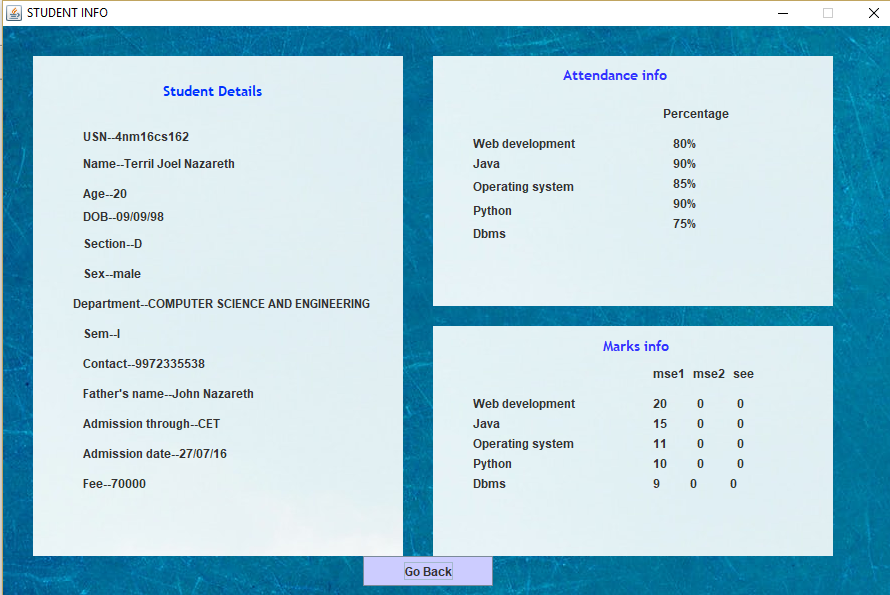 STUDENT INFO
Student Details
USN--4nm16cs162
Name--Terril Joel Nazareth
Age--20
DOB--09/09/98
Section--D
Sex--male
Department--COMPUTER SCIENCE AND ENGINEERING
Sem--I
Contact--9972335538
Father's name--John Nazareth
Admission through--CET
Admission date--27/07/16
Fee--70000
Attendance info
Percentage
Web development 80%
Java 90%
Operating system 85%
Python 90%
Dbms 75%
Marks info
mse1 mse2 see
Web development 20 0 0
Java 15 0 0
Operating system 11 0 0
Python 10 0 0
Dbms 9 0 0
Go Back